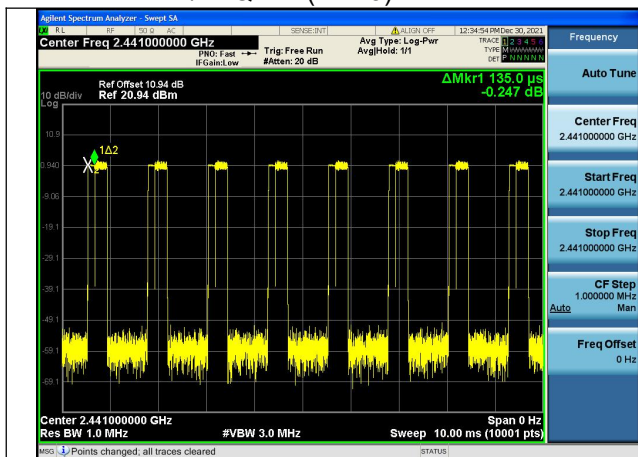 Agilent Spectrum Analyzer - Swept SA
RL RF 50 Ω AC SENSE:INT ALIGN OFF 12:34:54 PM Dec 30, 2021
Center Freq 2.441000000 GHz
PNO: Fast Trig: Free Run
IFGain:Low #Atten: 20 dB
Avg Type: Log-Pwr
Avg|Hold: 1/1
TRACE 1 2 3 4 5 6
TYPE M
DET P N N N N N
Ref Offset 10.94 dB
10 dB/div Ref 20.94 dBm
Log
ΔMkr1 135.0 µs
-0.247 dB
10.9
0.940
-9.06
-19.1
-29.1
-39.1
-49.1
-59.1
-69.1
1Δ2
X2
Center 2.441000000 GHz Span 0 Hz
Res BW 1.0 MHz #VBW 3.0 MHz Sweep 10.00 ms (10001 pts)
MSG Points changed; all traces cleared STATUS
Frequency
Auto Tune
Center Freq
2.441000000 GHz
Start Freq
2.441000000 GHz
Stop Freq
2.441000000 GHz
CF Step
1.000000 MHz
Auto Man
Freq Offset
0 Hz